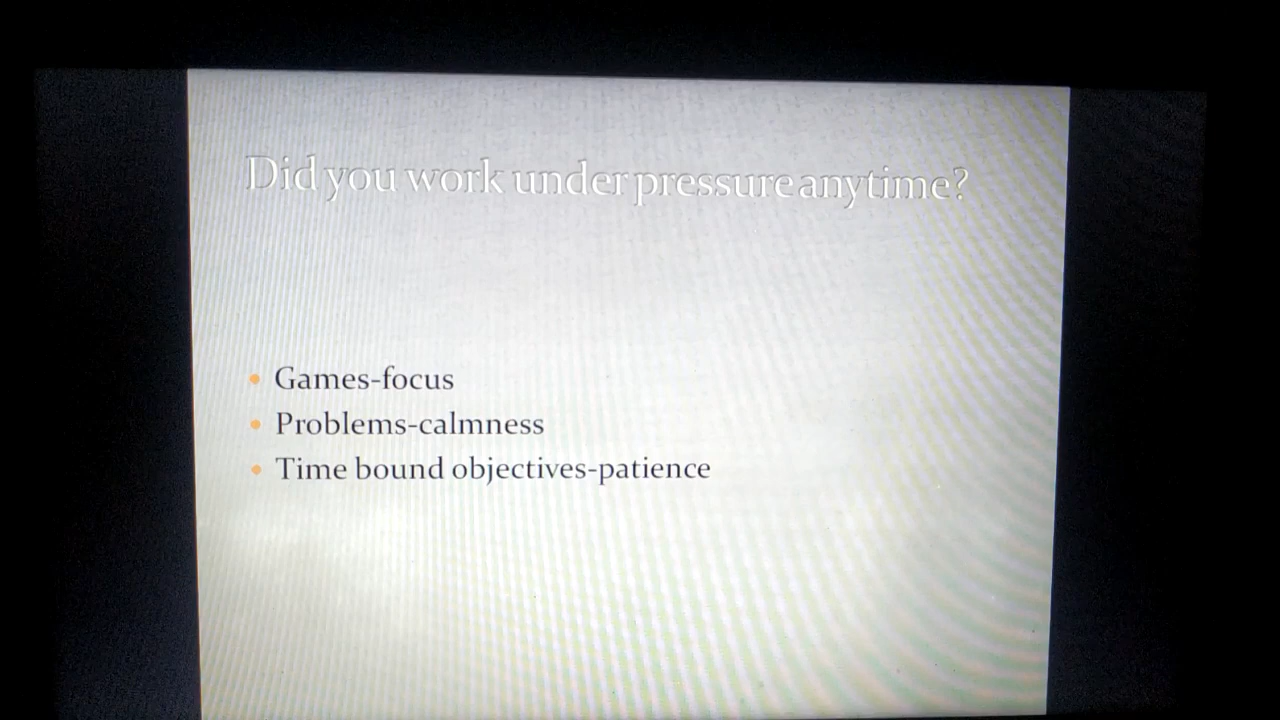 Did you work under pressure anytime?
Games-focus
Problems-calmness
Time bound objectives-patience